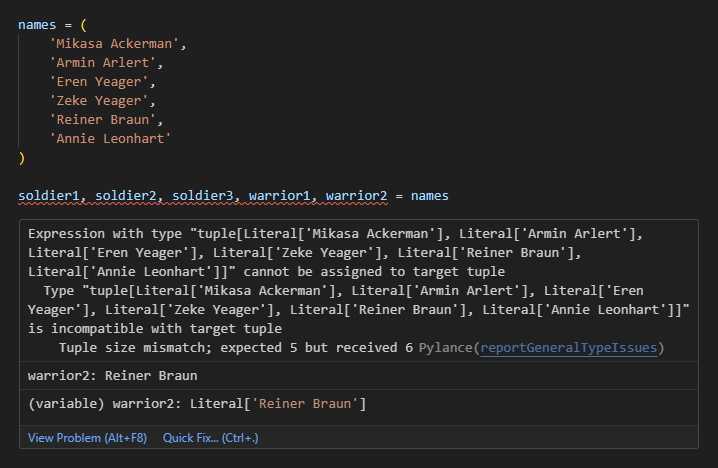 names = (
'Mikasa Ackerman',
'Armin Arlert',
'Eren Yeager',
'Zeke Yeager',
'Reiner Braun',
'Annie Leonhart'
)
soldier1, soldier2, soldier3, warrior1, warrior2 = names
Expression with type "tuple[Literal['Mikasa Ackerman'], Literal['Armin Arlert'],
Literal['Eren Yeager'], Literal['Zeke Yeager'], Literal['Reiner Braun'],
Literal['Annie Leonhart']]" cannot be assigned to target tuple
Type "tuple[Literal['Mikasa Ackerman'], Literal['Armin Arlert'], Literal['Eren
Yeager'], Literal['Zeke Yeager'], Literal['Reiner Braun'], Literal['Annie Leonhart']]"
is incompatible with target tuple
Tuple size mismatch; expected 5 but received 6 Pylance(reportGeneralTypeIssues)
warrior2: Reiner Braun
(variable) warrior2: Literal['Reiner Braun']
View Problem (Alt+F8) Quick Fix... (Ctrl+.)